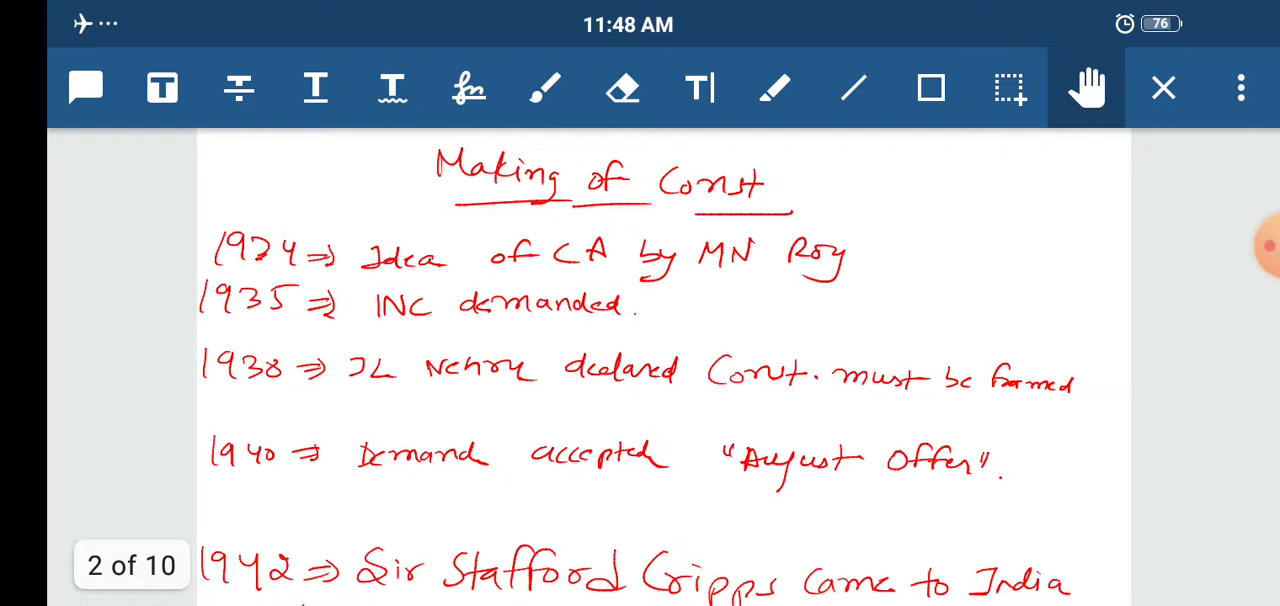 11:48 AM
76
Making of Const
1934 ⇒ Idea of CA by MN Roy
1935 ⇒ INC demanded.
1938 ⇒ JL Nehru declared Const. must be formed
1940 ⇒ Demand accepted "August Offer".
1942 ⇒ Sir Stafford Cripps came to India
2 of 10